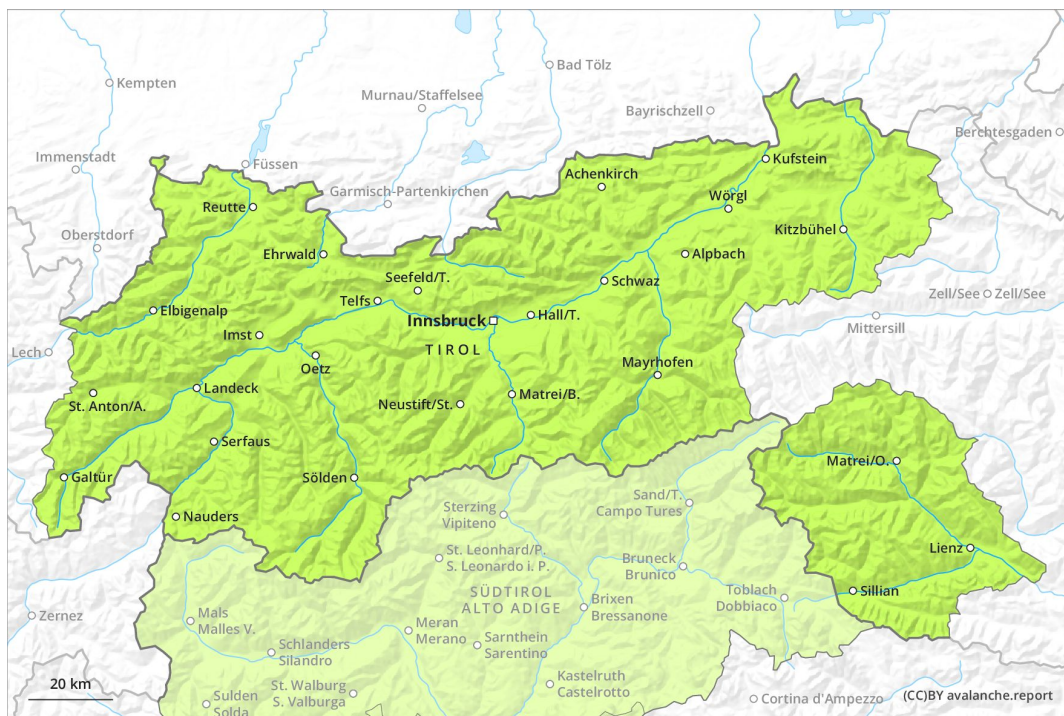 Kempten
Bad Tölz
Murnau/Staffelsee
Bayrischzell
Berchtesgaden
Immenstadt
Füssen
Kufstein
Achenkirch
Garmisch-Partenkirchen
Wörgl
Reutte
Oberstdorf
Kitzbühel
Ehrwald
Alpbach
Seefeld/T.
Schwaz
Zell/See
Zell/See
Telfs
Elbigenalp
Hall/T.
Innsbruck
Mittersill
Imst
TIROL
Lech
Oetz
Mayrhofen
Landeck
Matrei/B.
St. Anton/A.
Neustift/St.
Serfaus
Matrei/O.
Galtür
Sölden
Sand/T.
Campo Tures
Sterzing
Vipiteno
Nauders
Lienz
St. Leonhard/P.
S. Leonardo i. P.
Bruneck
Brunico
Sillian
SÜDTIROL
ALTO ADIGE
Toblach
Dobbiaco
Brixen
Bressanone
Zernez
Mals
Malles V.
Meran
Merano
Sarnthein
Sarentino
Schlanders
Silandro
Kastelruth
Castelrotto
St. Walburg
S. Valburga
20 km
Sulden
Solda
Cortina d'Ampezzo
(CC)BY avalanche.report